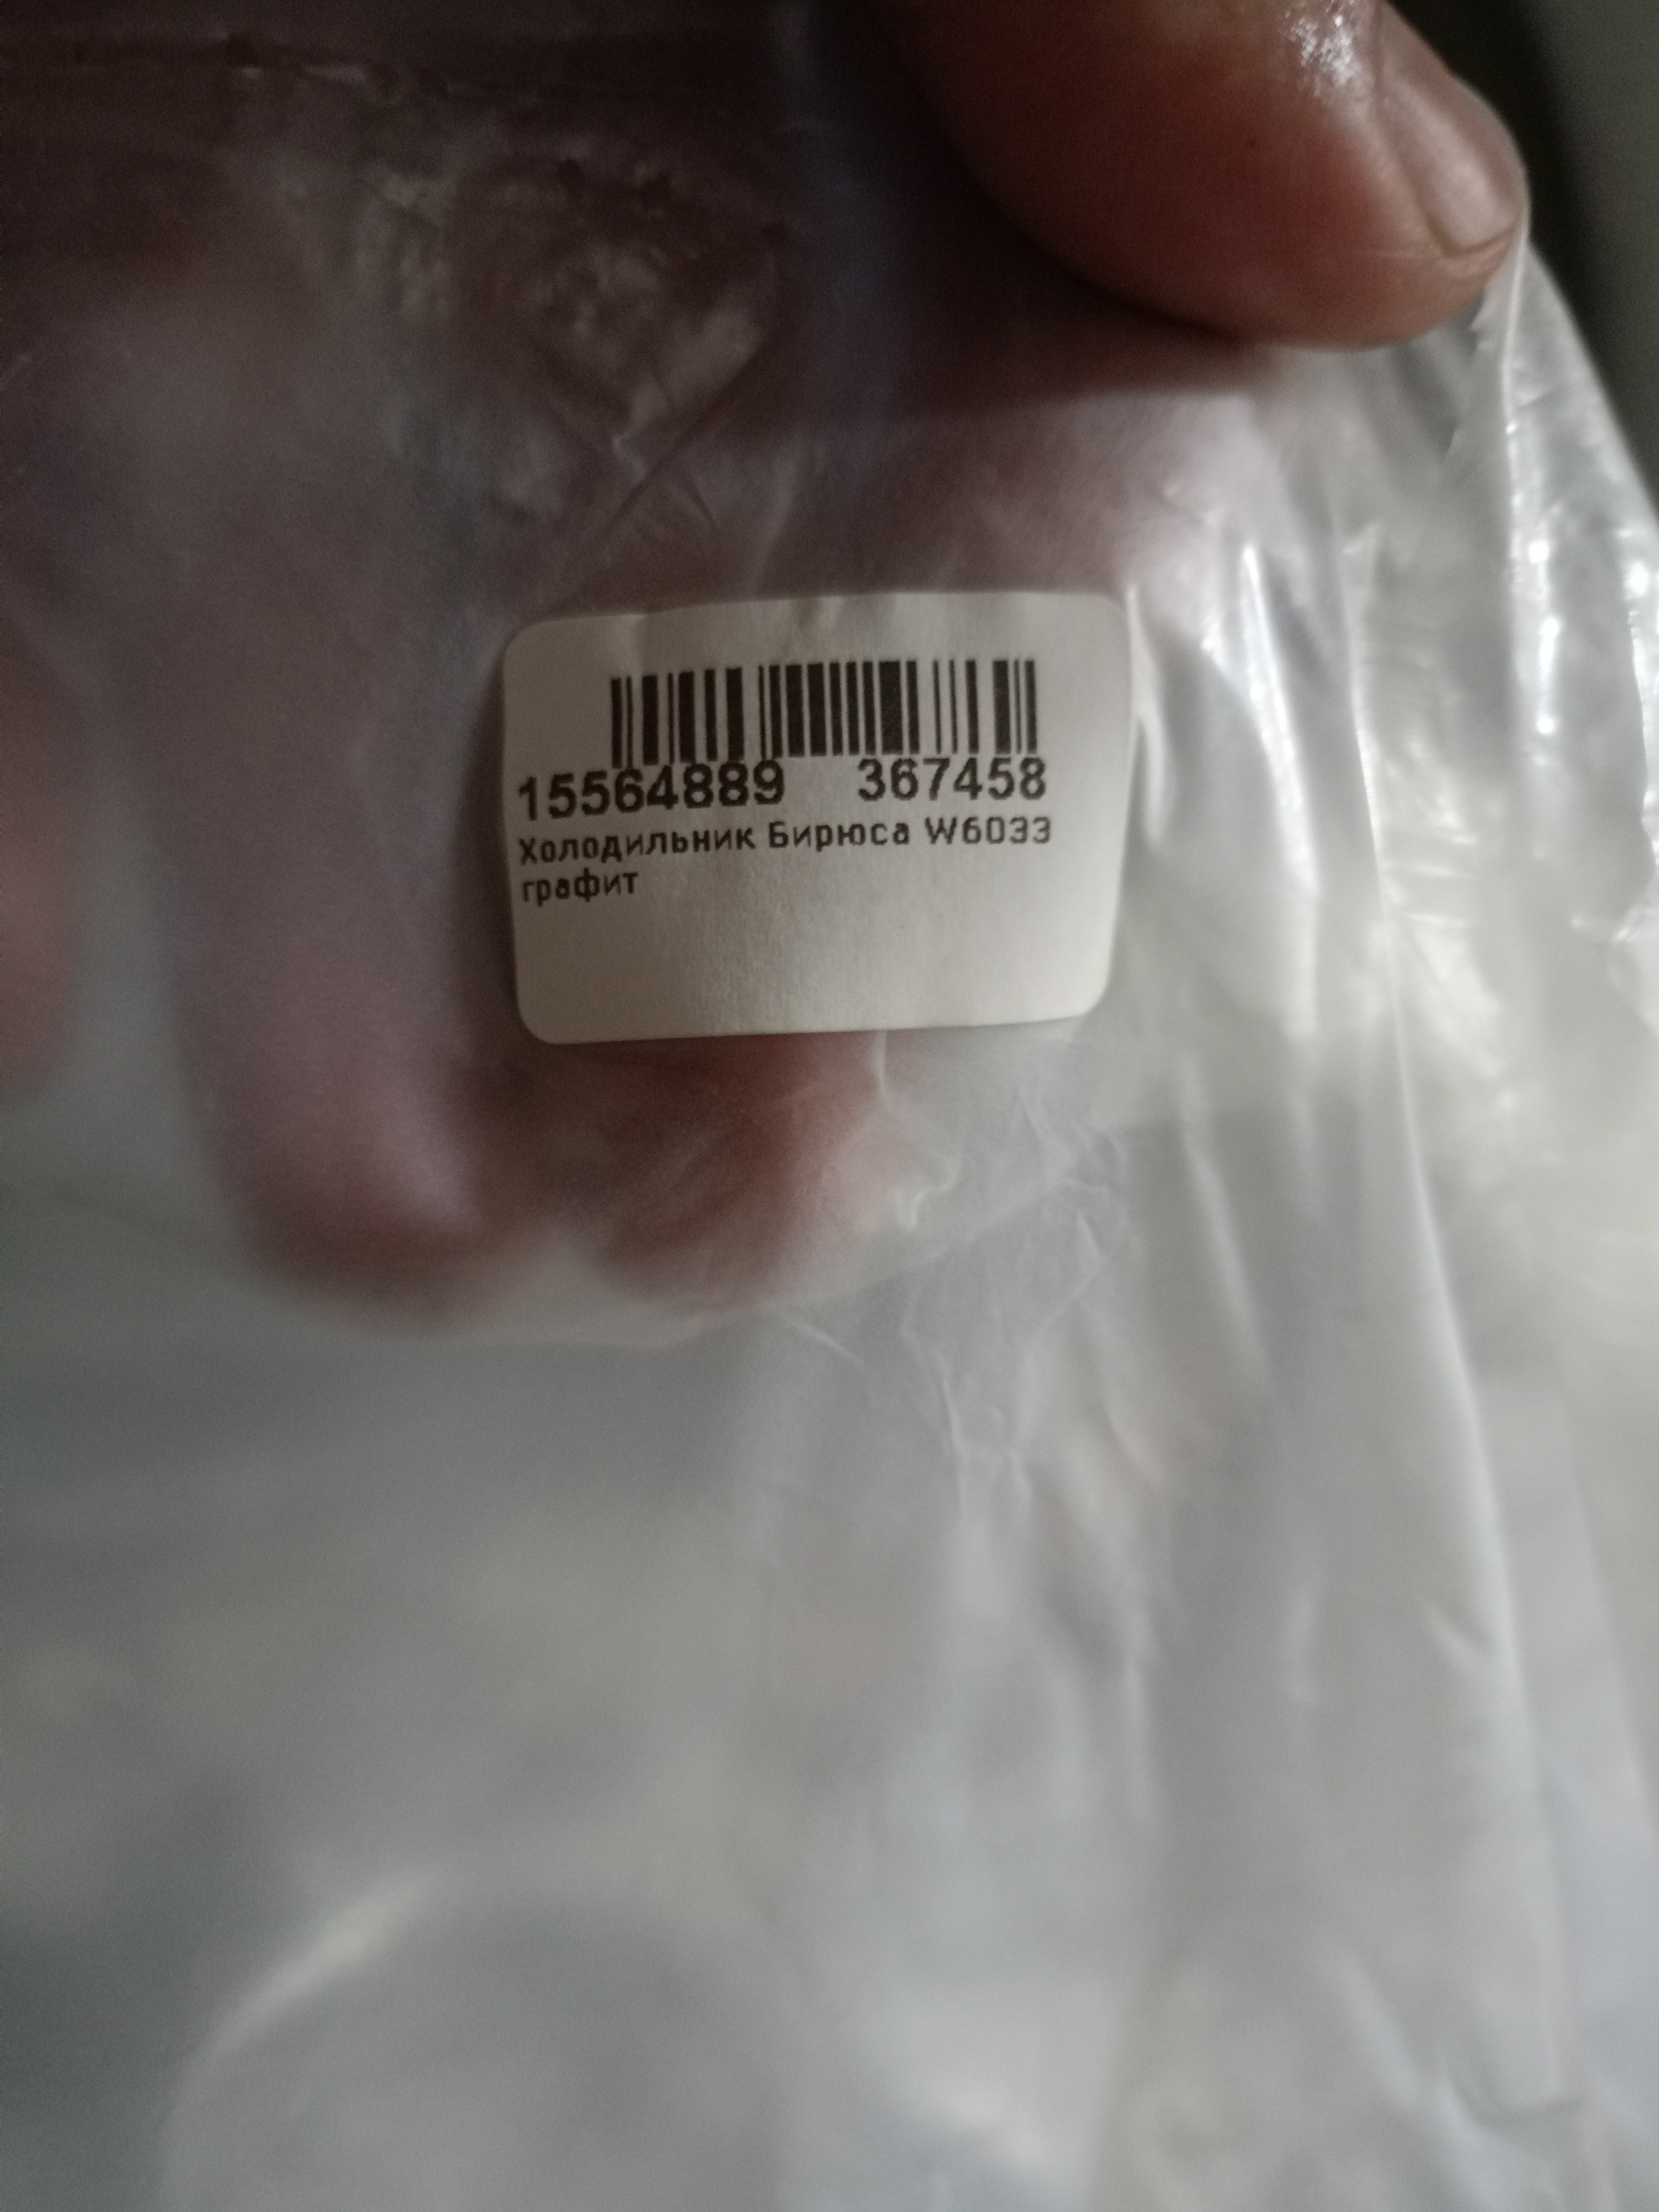 15564889 367458
Холодильник Бирюса W6033
графит